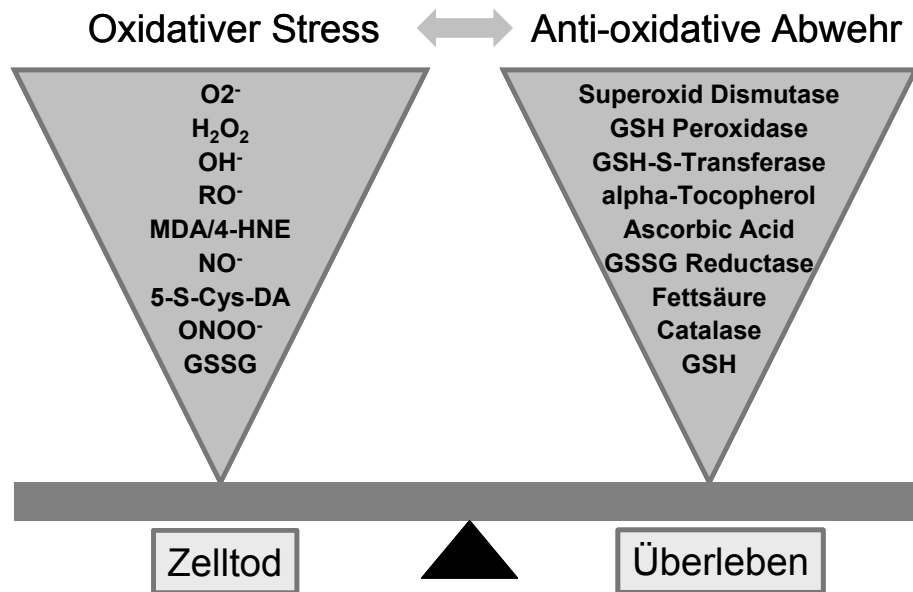 Oxidativer Stress
Anti-oxidative Abwehr
O2⁻
H₂O₂
OH⁻
RO⁻
MDA/4-HNE
NO⁻
5-S-Cys-DA
ONOO⁻
GSSG
Superoxid Dismutase
GSH Peroxidase
GSH-S-Transferase
alpha-Tocopherol
Ascorbic Acid
GSSG Reductase
Fettsäure
Catalase
GSH
Zelltod
Überleben